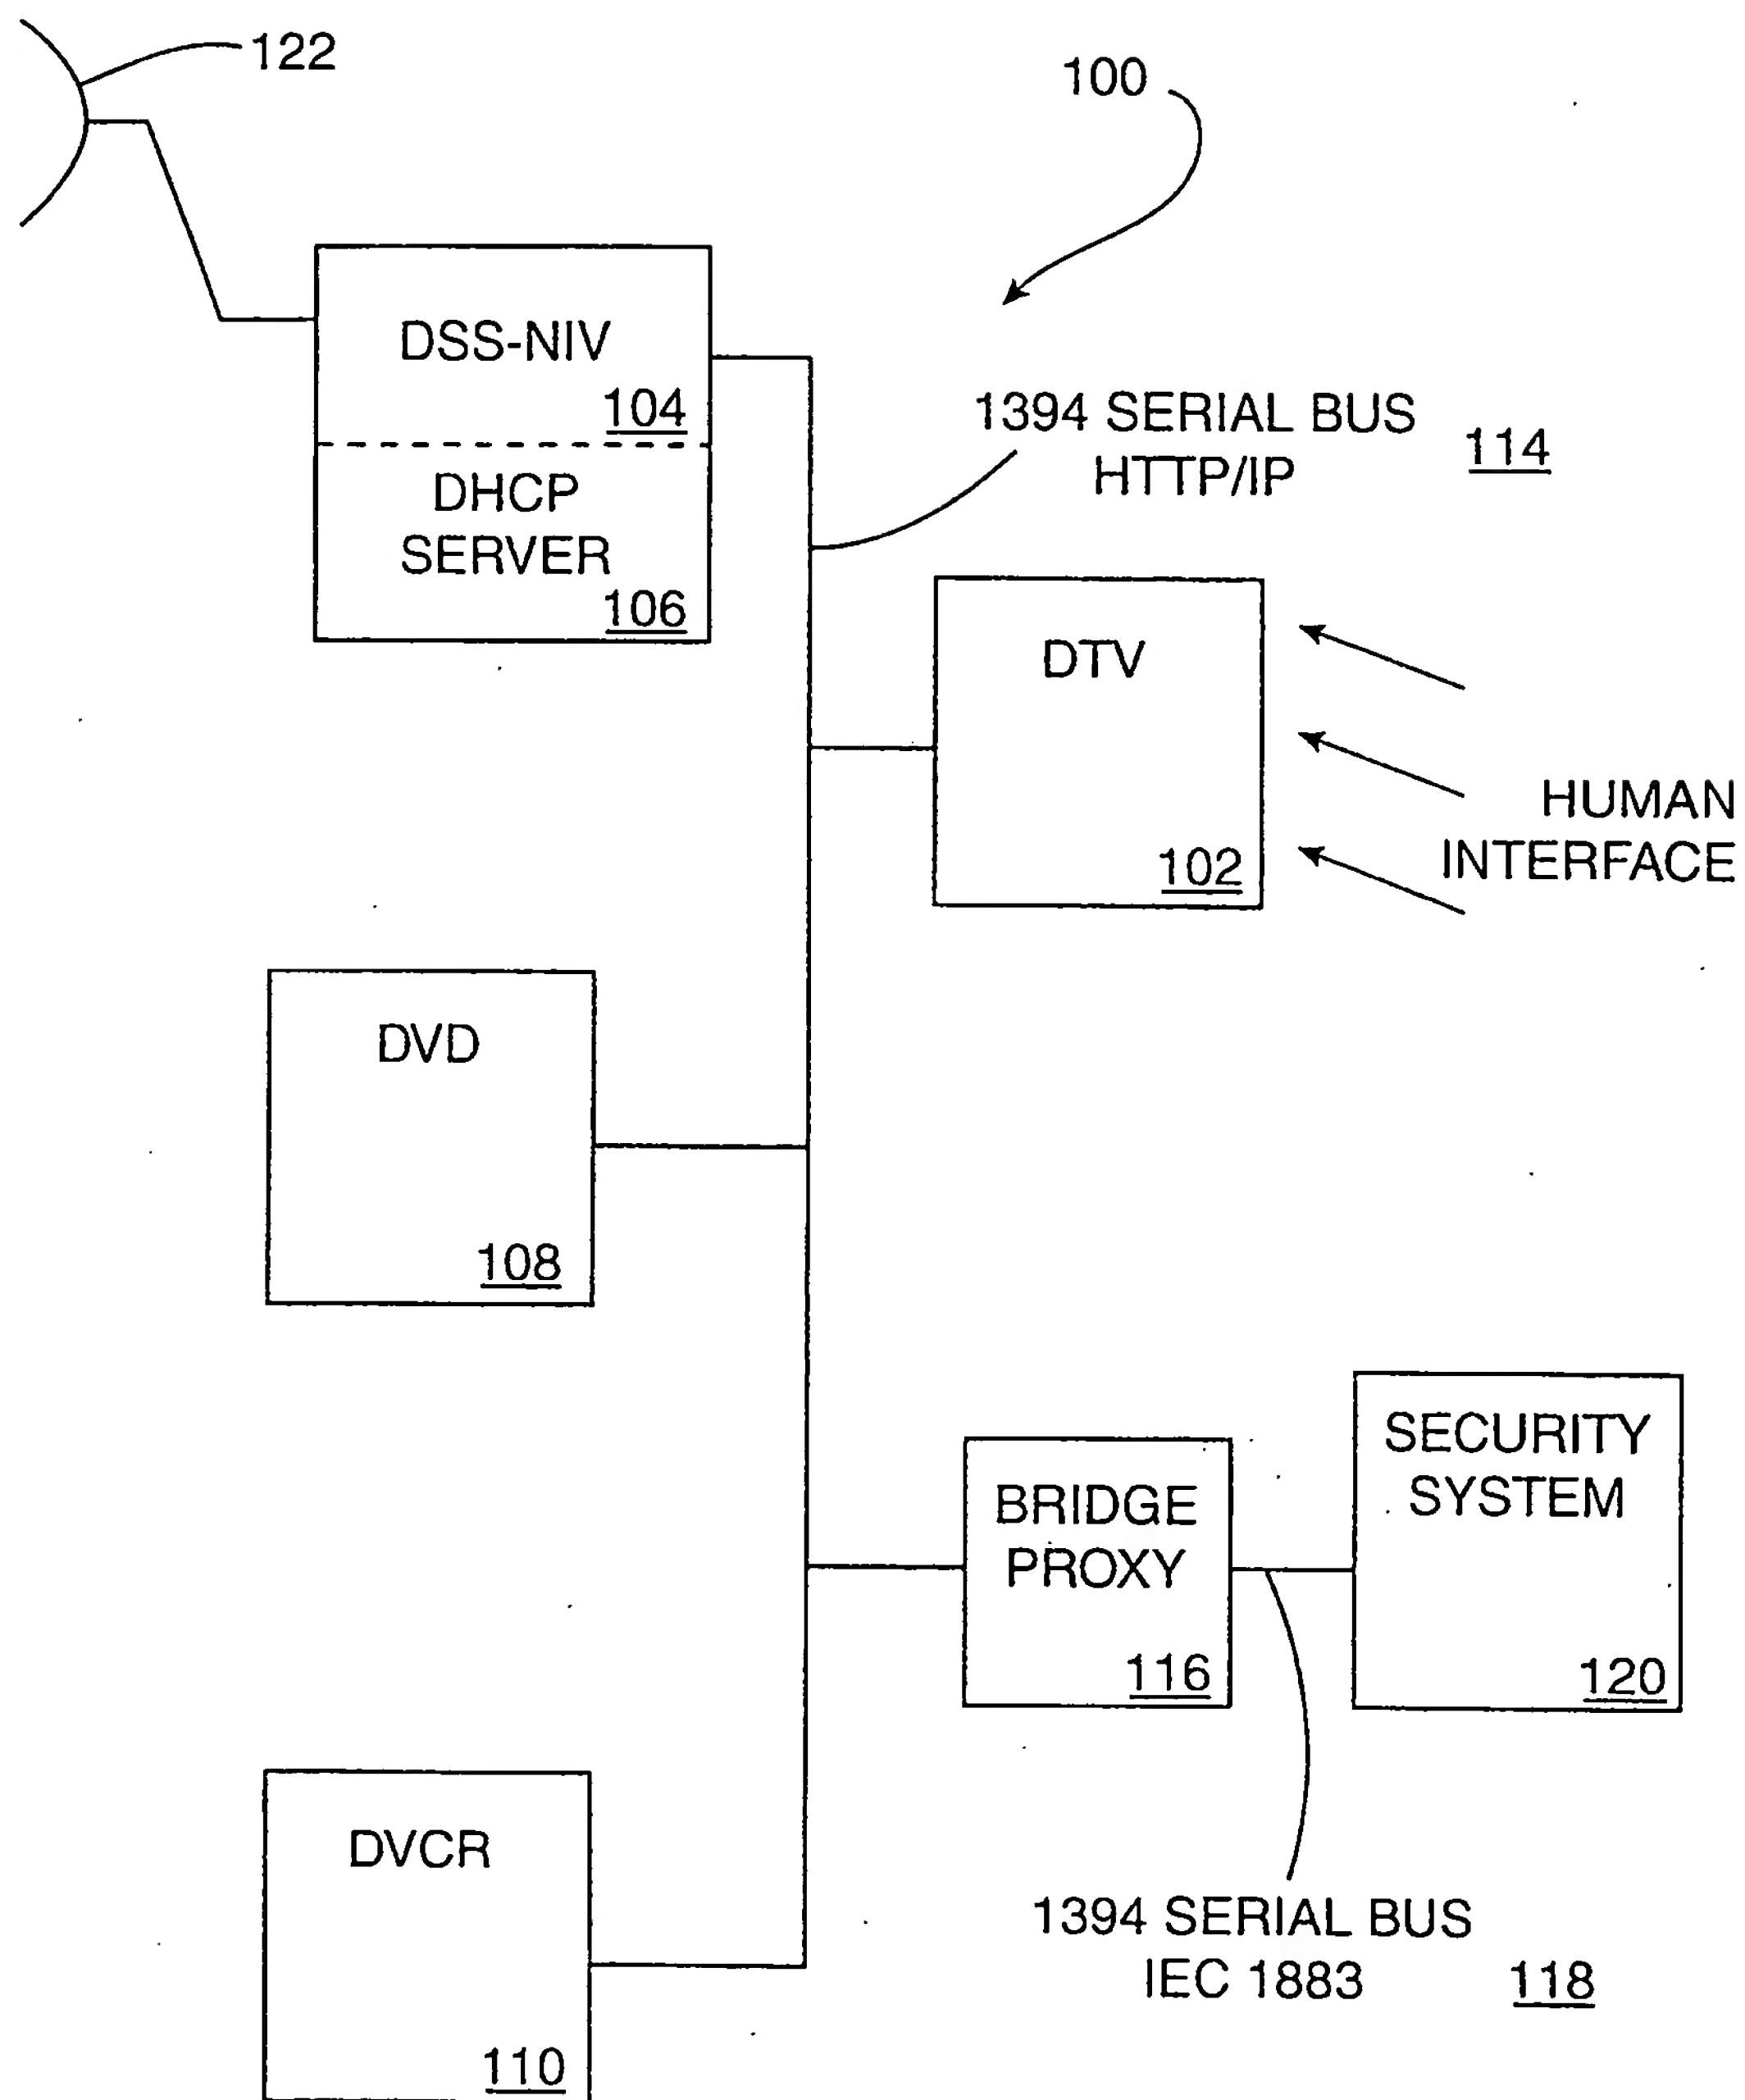 122
100
DSS-NIV
104
DHCP
SERVER
106
1394 SERIAL BUS
HTTP/IP
114
DTV
102
HUMAN
INTERFACE
DVD
108
BRIDGE
PROXY
116
SECURITY
SYSTEM
120
DVCR
110
1394 SERIAL BUS
IEC 1883
118